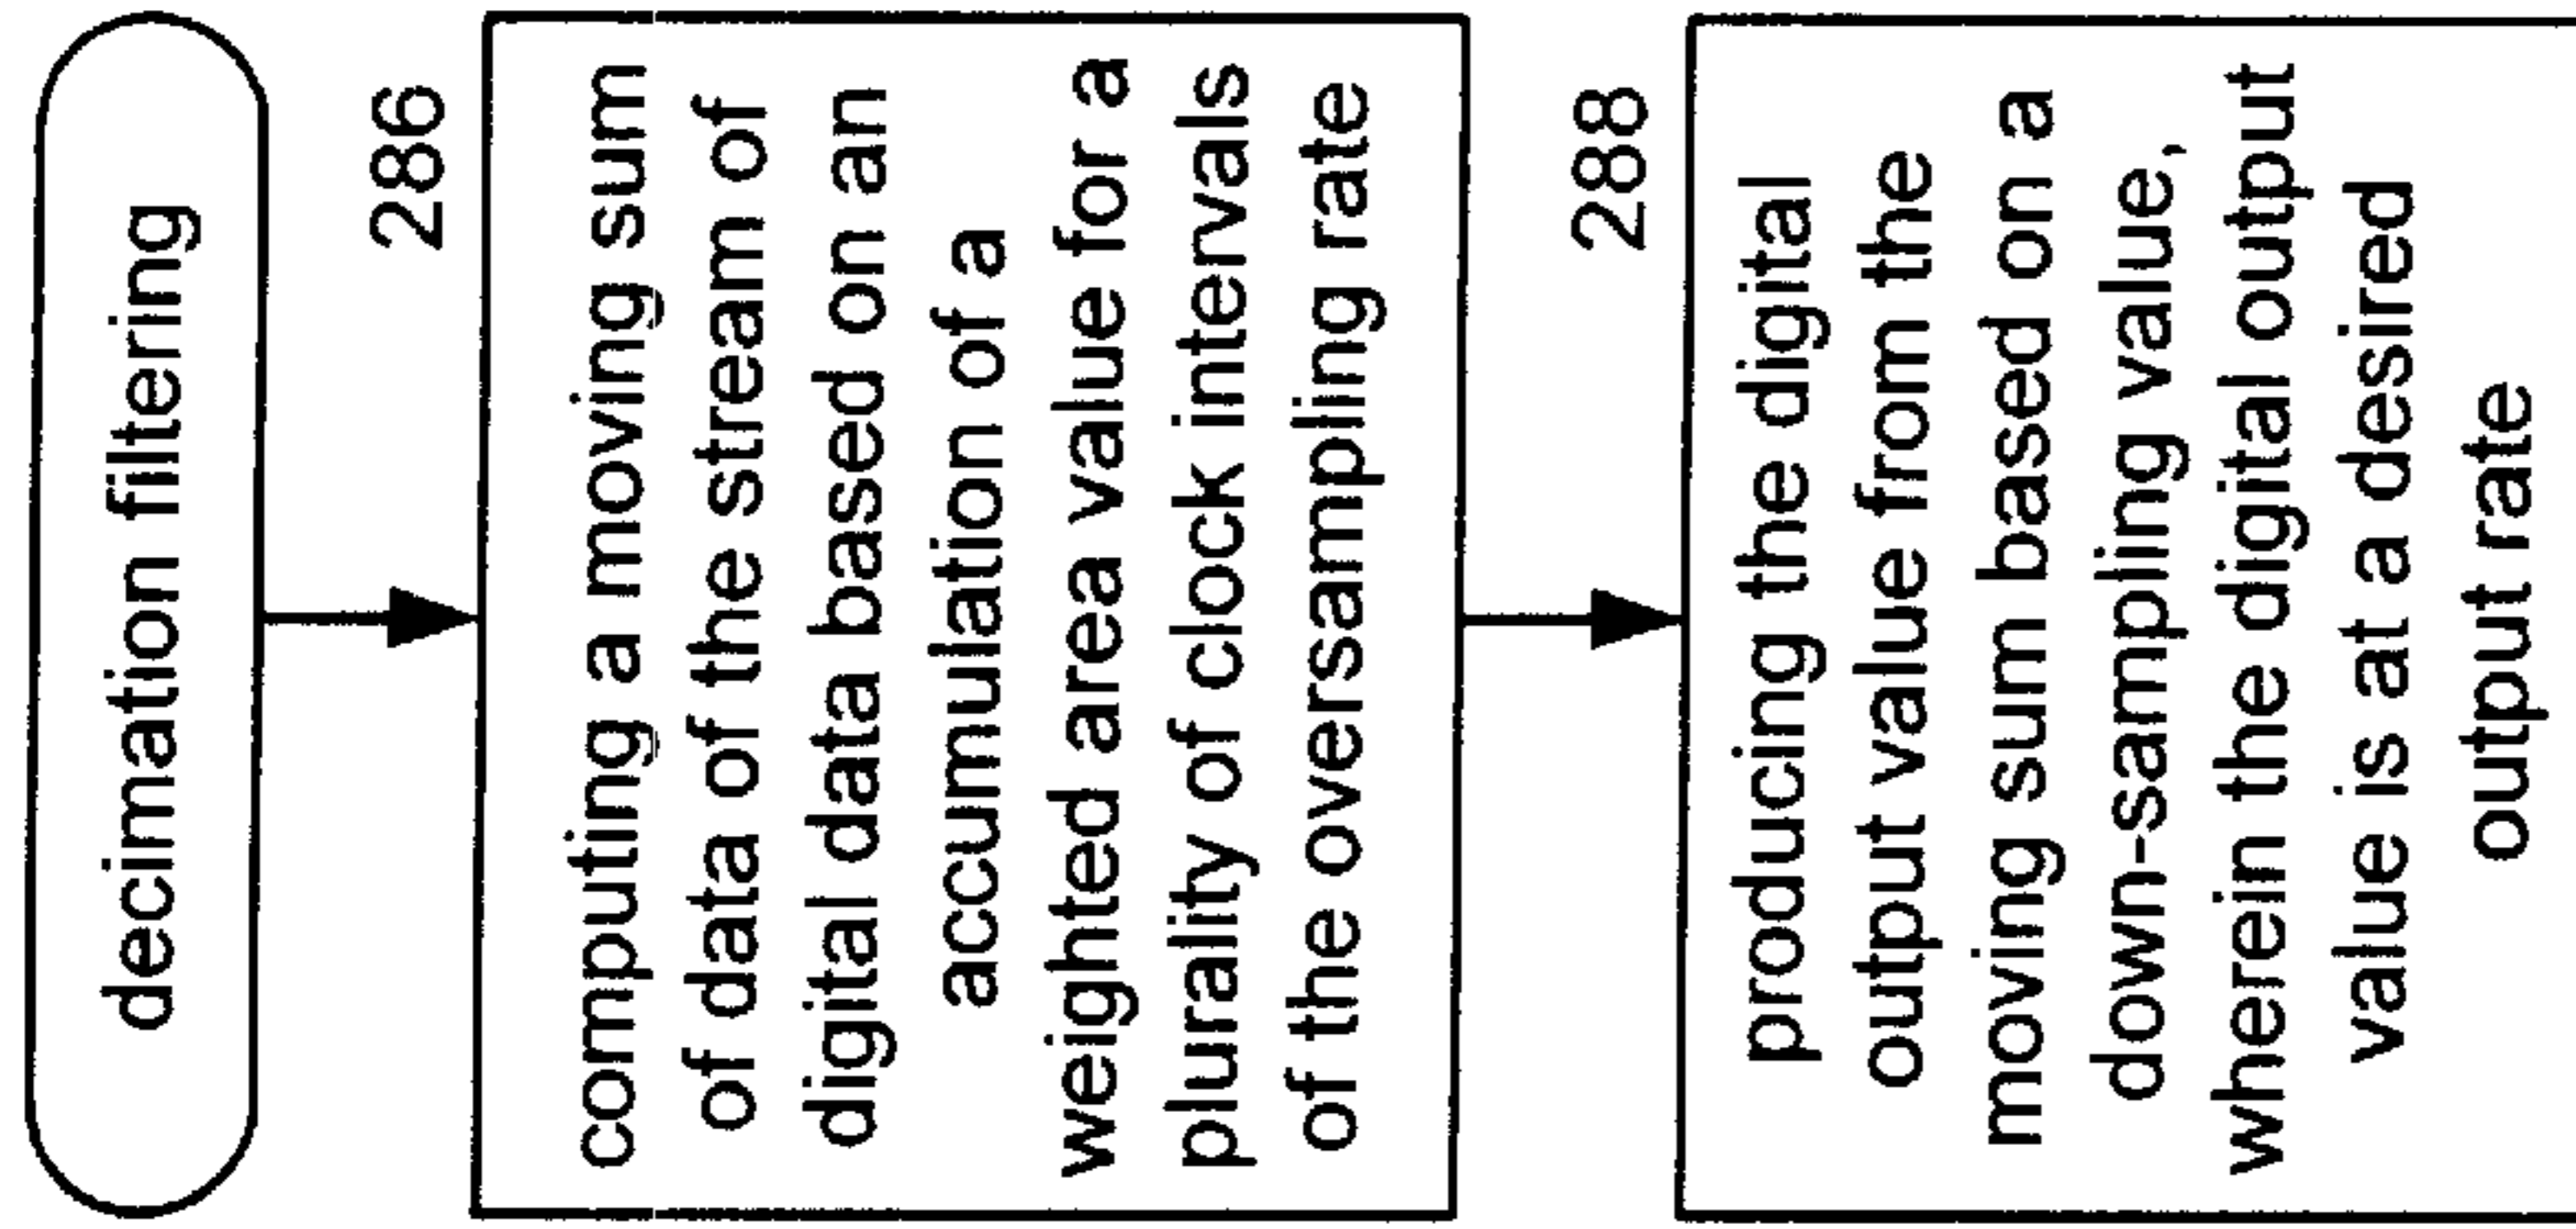 decimation filtering
286
computing a moving sum
of data of the stream of
digital data based on an
accumulation of a
weighted area value for a
plurality of clock intervals
of the oversampling rate
288
producing the digital
output value from the
moving sum based on a
down-sampling value,
wherein the digital output
value is at a desired
output rate